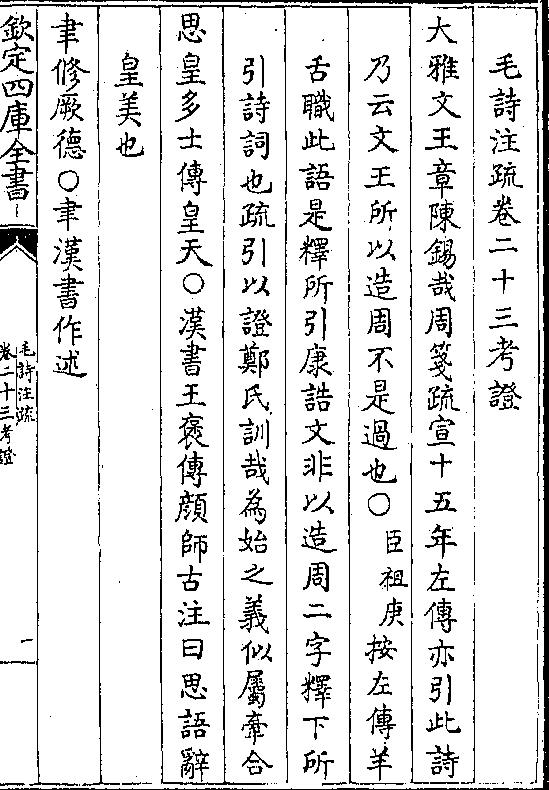 毛詩注疏卷二十三考證
大雅文王章陳錫哉周箋疏宣十五年左傳亦引此詩
乃云文王所以造周不是過也○臣祖庚按左傳羊
舌職此語是釋所引康誥文非以造周二字釋下所
引詩詞也疏引以證鄭氏訓哉為始之義似屬牽合
思皇多士傳皇天○漢書王褒傳顔師古注曰思語辭
皇美也
聿修厥德○聿漢書作述
欽定四庫全書
毛詩注疏
卷二十三考證
一